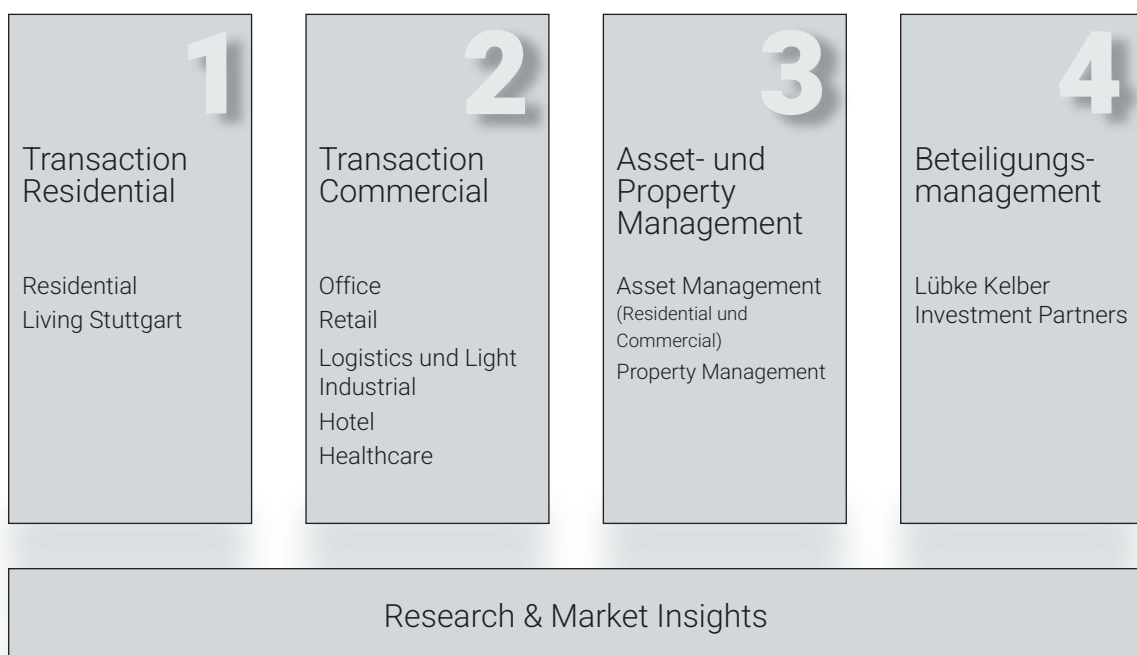 1
Transaction
Residential
Residential
Living Stuttgart
2
Transaction
Commercial
Office
Retail
Logistics und Light
Industrial
Hotel
Healthcare
3
Asset- und
Property
Management
Asset Management
(Residential und
Commercial)
Property Management
4
Beteiligungs-
management
Lübke Kelber
Investment Partners
Research & Market Insights